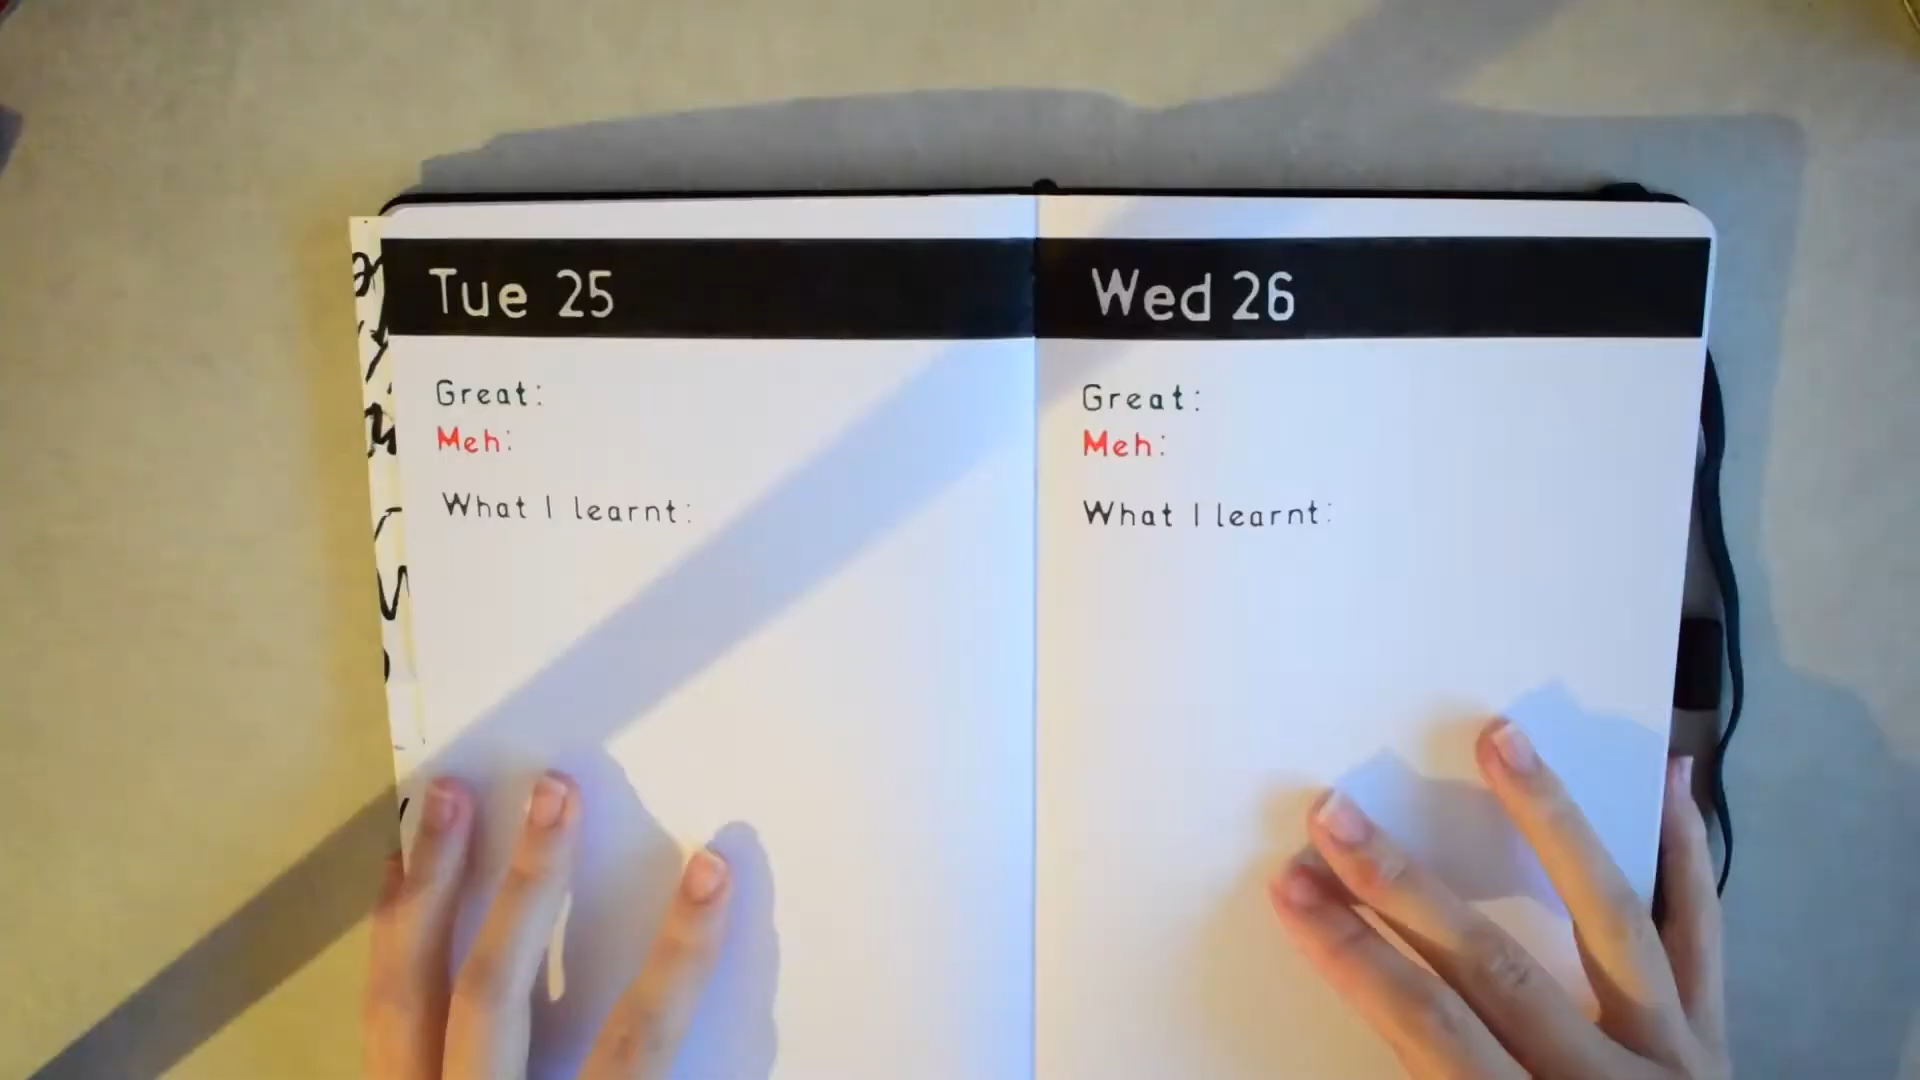 Tue 25
Great:
Meh:
What I learnt:
Wed 26
Great:
Meh:
What I learnt: